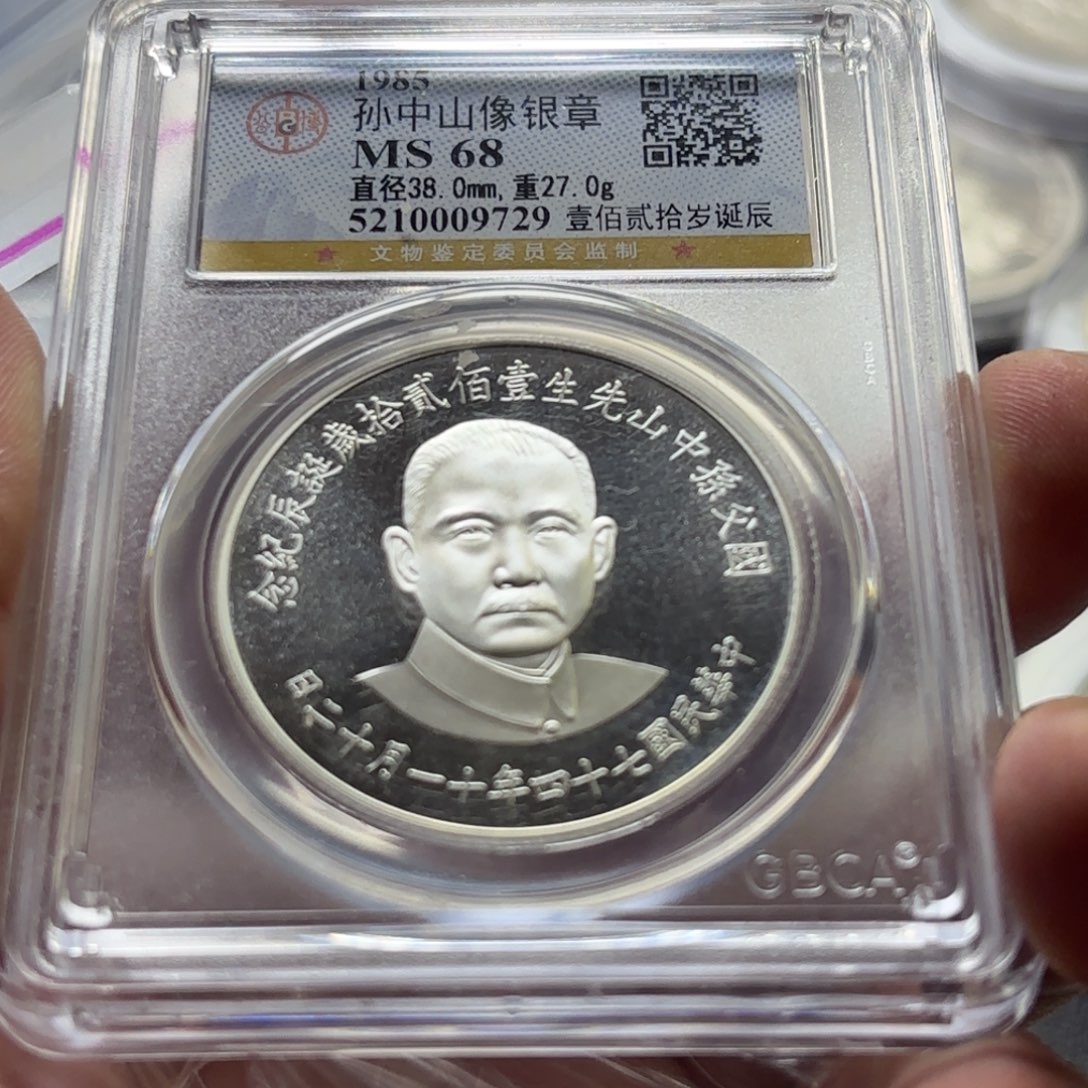 1985
孙中山像银章
MS 68
直径38.0mm,重27.0g
5210009729 壹佰贰拾岁诞辰
文物鉴定委员会监制
國父孫中山先生壹佰貳拾歲誕辰紀念
中華民國七十四年十一月十二日
GBCA